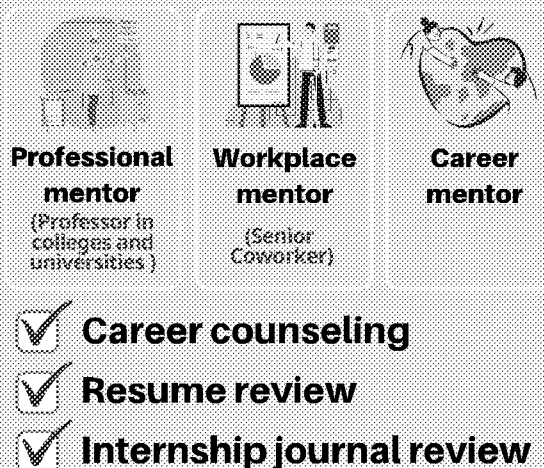 Professional
mentor
(Professor in
colleges and
universities )
Workplace
mentor
(Senior
Coworker)
Career
mentor
Career counseling
Resume review
Internship journal review